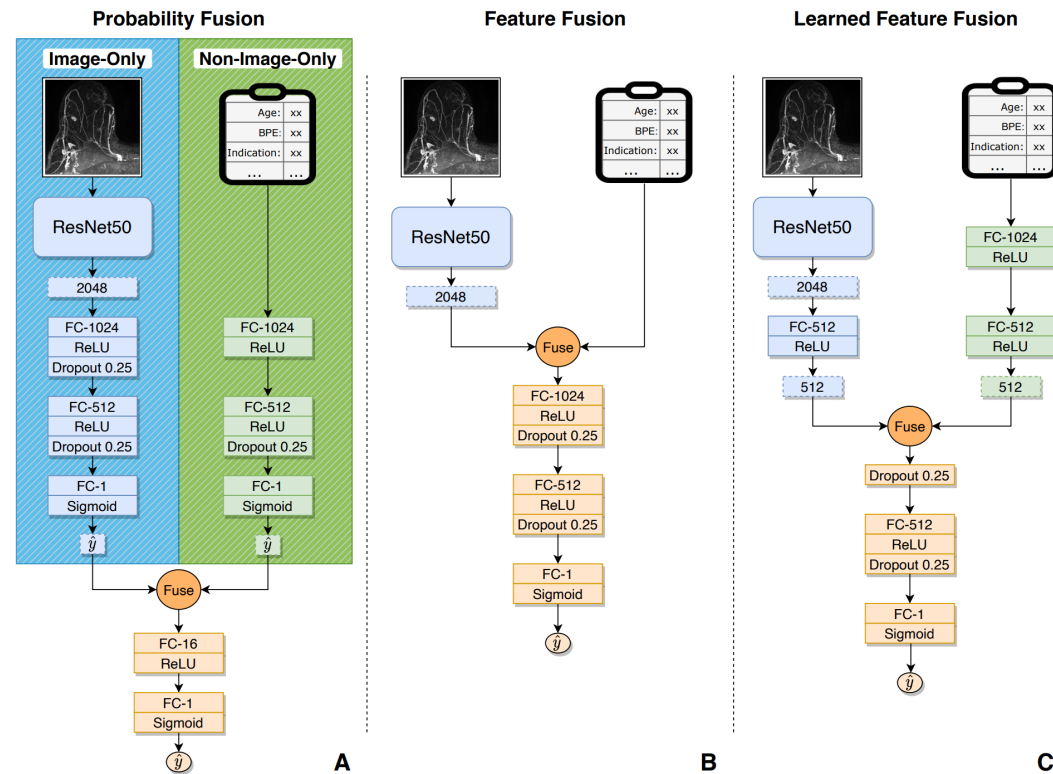 Probability Fusion
Image-Only
Non-Image-Only
Age: xx
BPE: xx
Indication: xx
... ...
ResNet50
2048
FC-1024
ReLU
Dropout 0.25
FC-512
ReLU
Dropout 0.25
FC-1
Sigmoid
ŷ
FC-1024
ReLU
FC-512
ReLU
Dropout 0.25
FC-1
Sigmoid
ŷ
Fuse
FC-16
ReLU
FC-1
Sigmoid
ŷ
A
Feature Fusion
Age: xx
BPE: xx
Indication: xx
... ...
ResNet50
2048
Fuse
FC-1024
ReLU
Dropout 0.25
FC-512
ReLU
Dropout 0.25
FC-1
Sigmoid
ŷ
B
Learned Feature Fusion
Age: xx
BPE: xx
Indication: xx
... ...
ResNet50
2048
FC-512
ReLU
512
FC-1024
ReLU
FC-512
ReLU
512
Fuse
Dropout 0.25
FC-512
ReLU
Dropout 0.25
FC-1
Sigmoid
ŷ
C